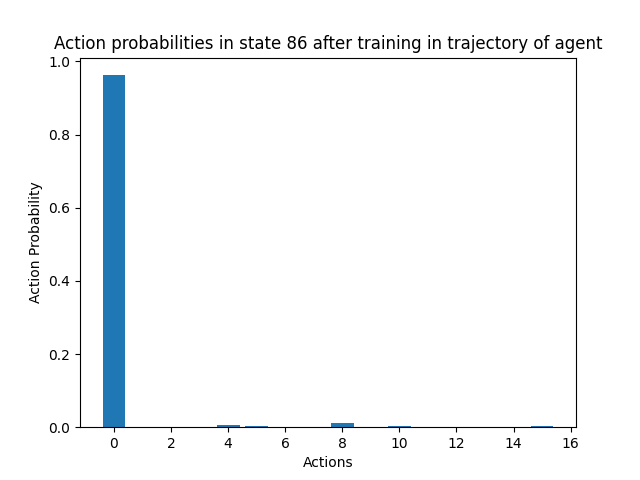 Action probabilities in state 86 after training in trajectory of agent
1.0
0.8
0.6
0.4
0.2
0.0
Action Probability
0 2 4 6 8 10 12 14 16
Actions